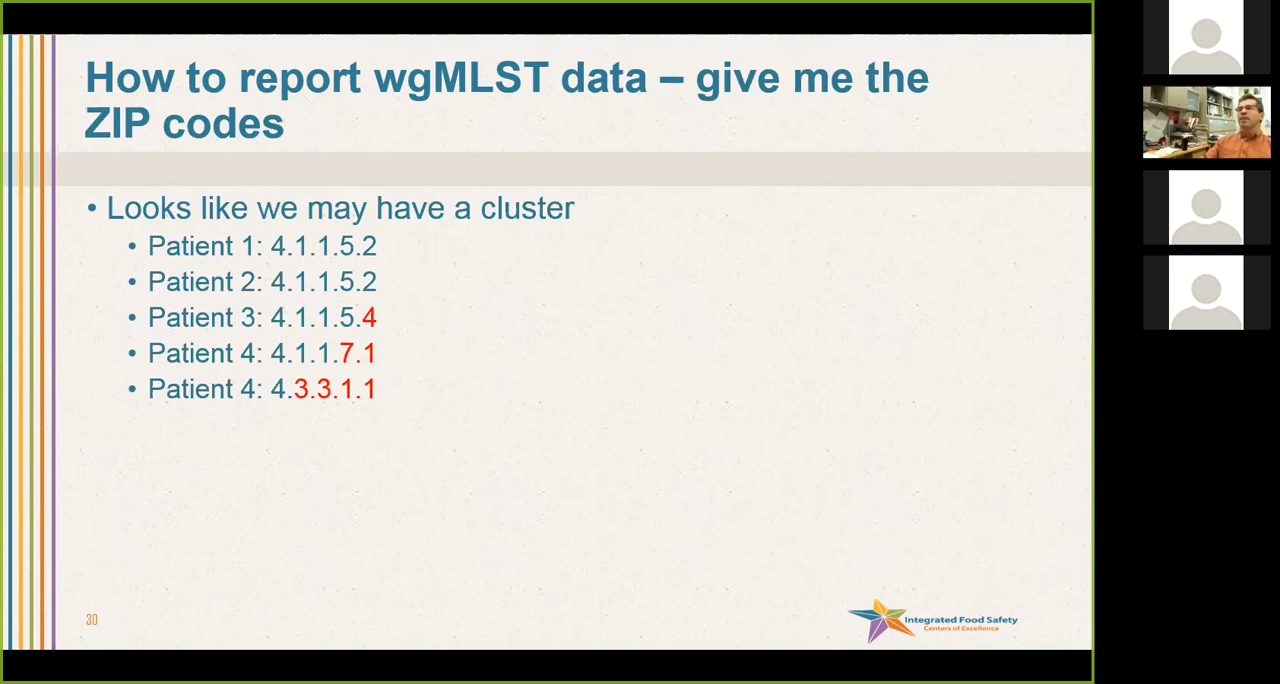 How to report wgMLST data – give me the
ZIP codes
• Looks like we may have a cluster
• Patient 1: 4.1.1.5.2
• Patient 2: 4.1.1.5.2
• Patient 3: 4.1.1.5.4
• Patient 4: 4.1.1.7.1
• Patient 4: 4.3.3.1.1
30
Integrated Food Safety
Centers of Excellence